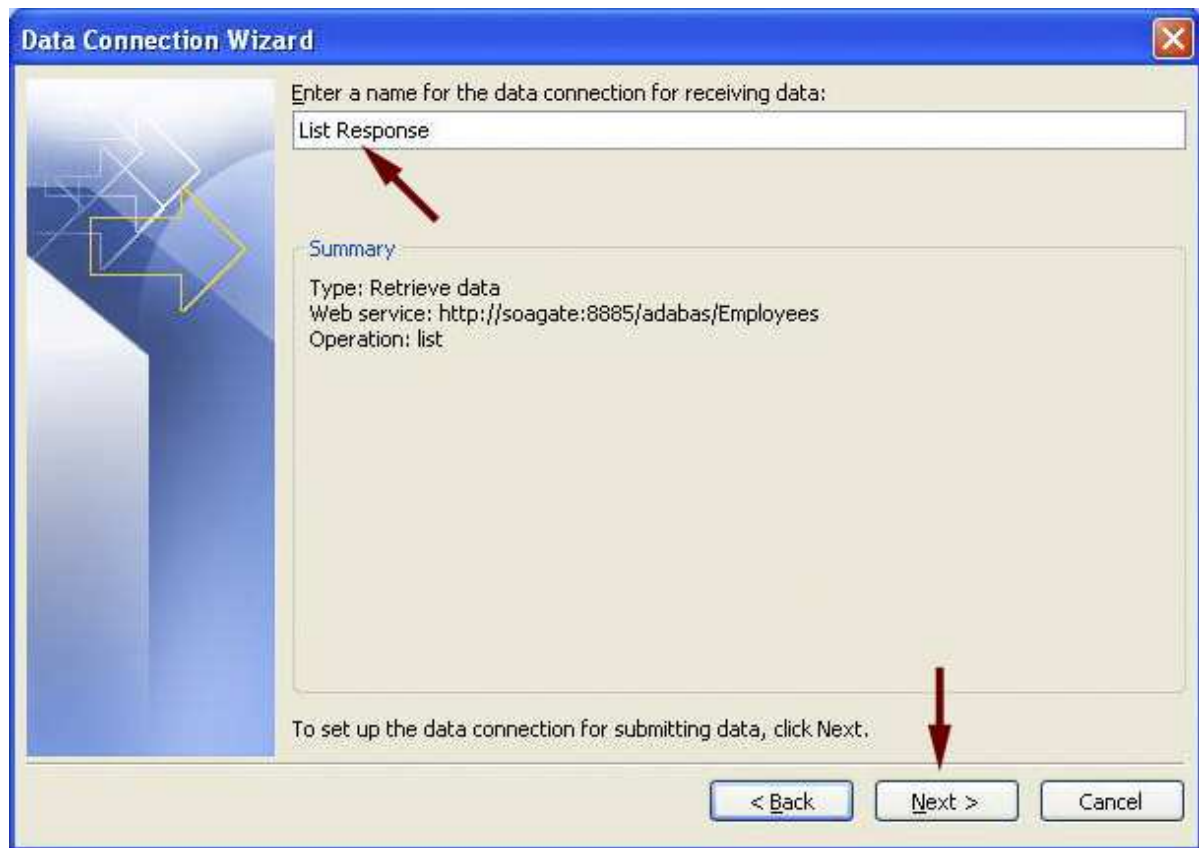 Data Connection Wizard
Enter a name for the data connection for receiving data:
List Response
Summary
Type: Retrieve data
Web service: http://soagate:8885/adabas/Employees
Operation: list
To set up the data connection for submitting data, click Next.
< Back
Next >
Cancel